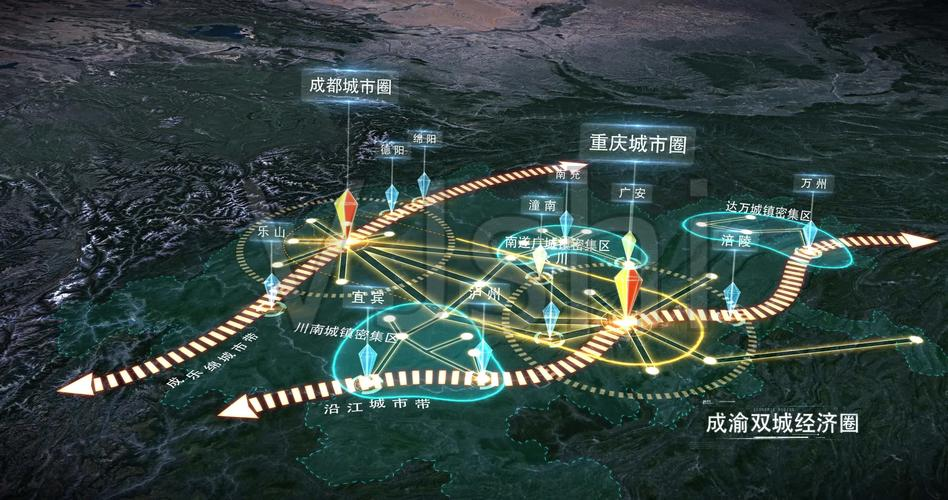 成都城市圈
绵阳
德阳
重庆城市圈
南充
万州
广安
潼南
达万城镇密集区
乐山
南遂广城镇密集区
涪陵
川
宜宾
泸州
川南城镇密集区
成乐绵城市带
沿江城市带
成渝双城经济圈